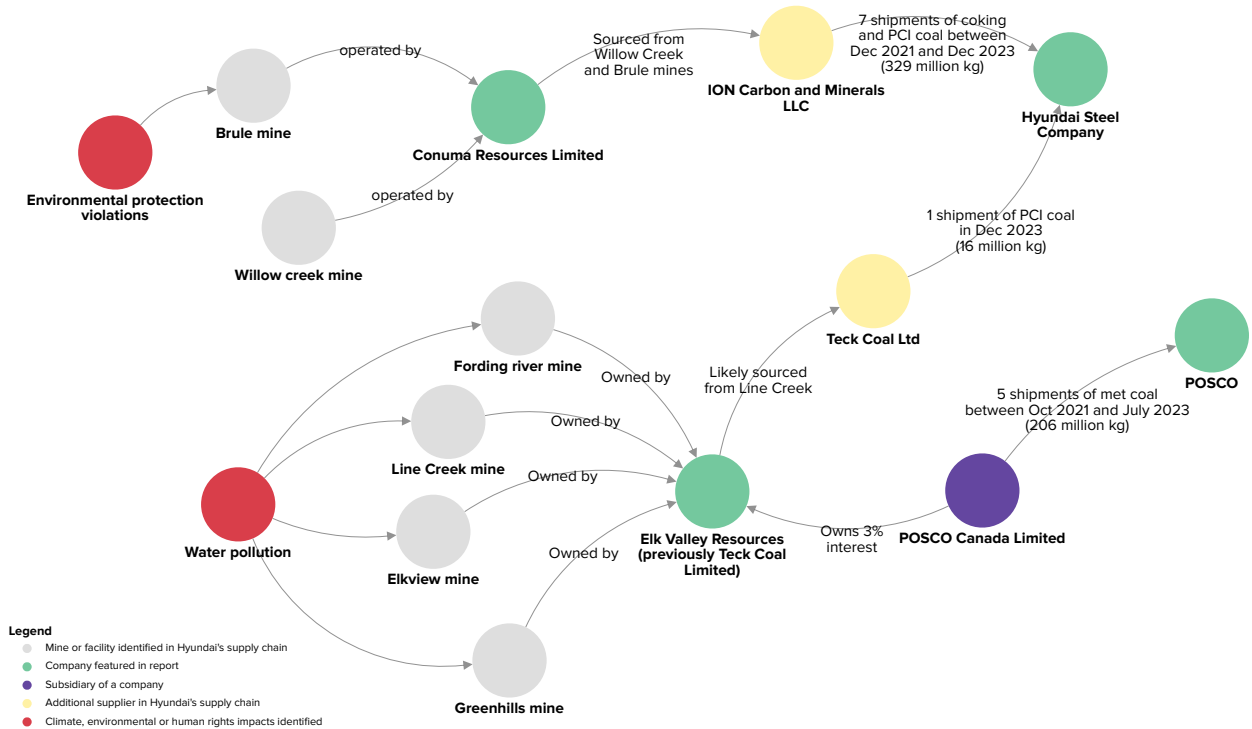 7 shipments of coking
and PCI coal between
Dec 2021 and Dec 2023
(329 million kg)
operated by
Sourced from
Willow Creek
and Brule mines
ION Carbon and Minerals
LLC
Brule mine
Hyundai Steel
Company
Conuma Resources Limited
Environmental protection
violations
operated by
1 shipment of PCI coal
in Dec 2023
(16 million kg)
Willow creek mine
Teck Coal Ltd
Fording river mine
Owned by
Likely sourced
from Line Creek
POSCO
5 shipments of met coal
between Oct 2021 and July 2023
(206 million kg)
Owned by
Line Creek mine
Owned by
Water pollution
Owns 3%
interest
POSCO Canada Limited
Elk Valley Resources
(previously Teck Coal
Limited)
Owned by
Elkview mine
Greenhills mine
Legend
Mine or facility identified in Hyundai's supply chain
Company featured in report
Subsidiary of a company
Additional supplier in Hyundai's supply chain
Climate, environmental or human rights impacts identified